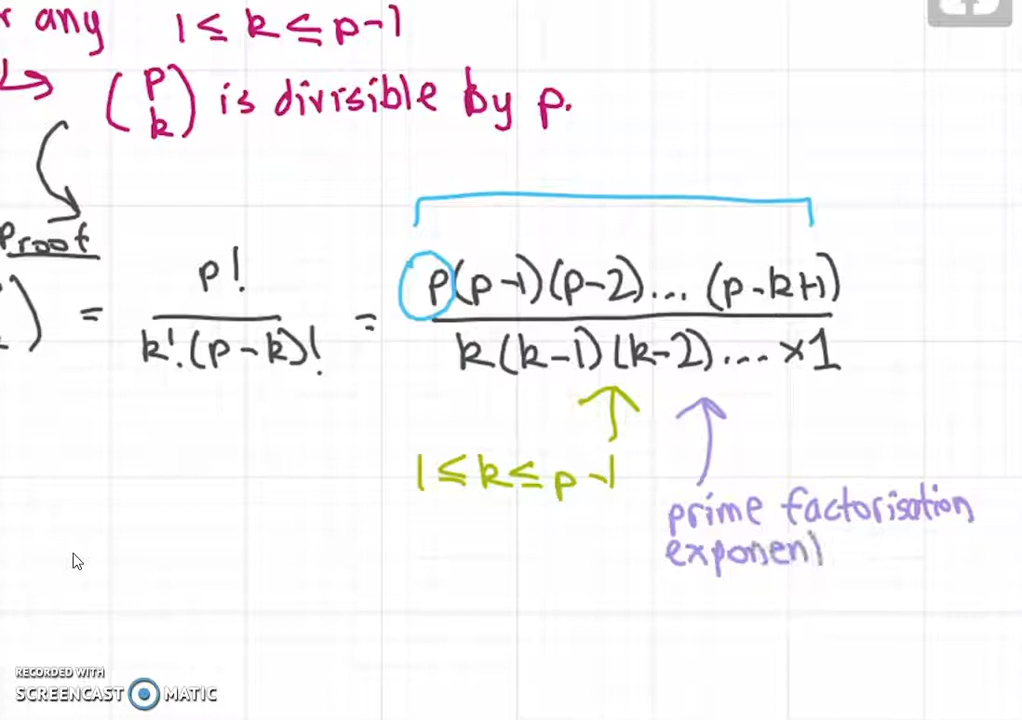 any 1 ≤ k ≤ p-1
(p k) is divisible by p.
Proof
) = p! / k!.(p-k)! = p(p-1)(p-2)... (p-k+1) / k(k-1)(k-2)... ×1
1 ≤ k ≤ p-1
prime factorisation
exponen
RECORDED WITH
SCREENCAST MATIC